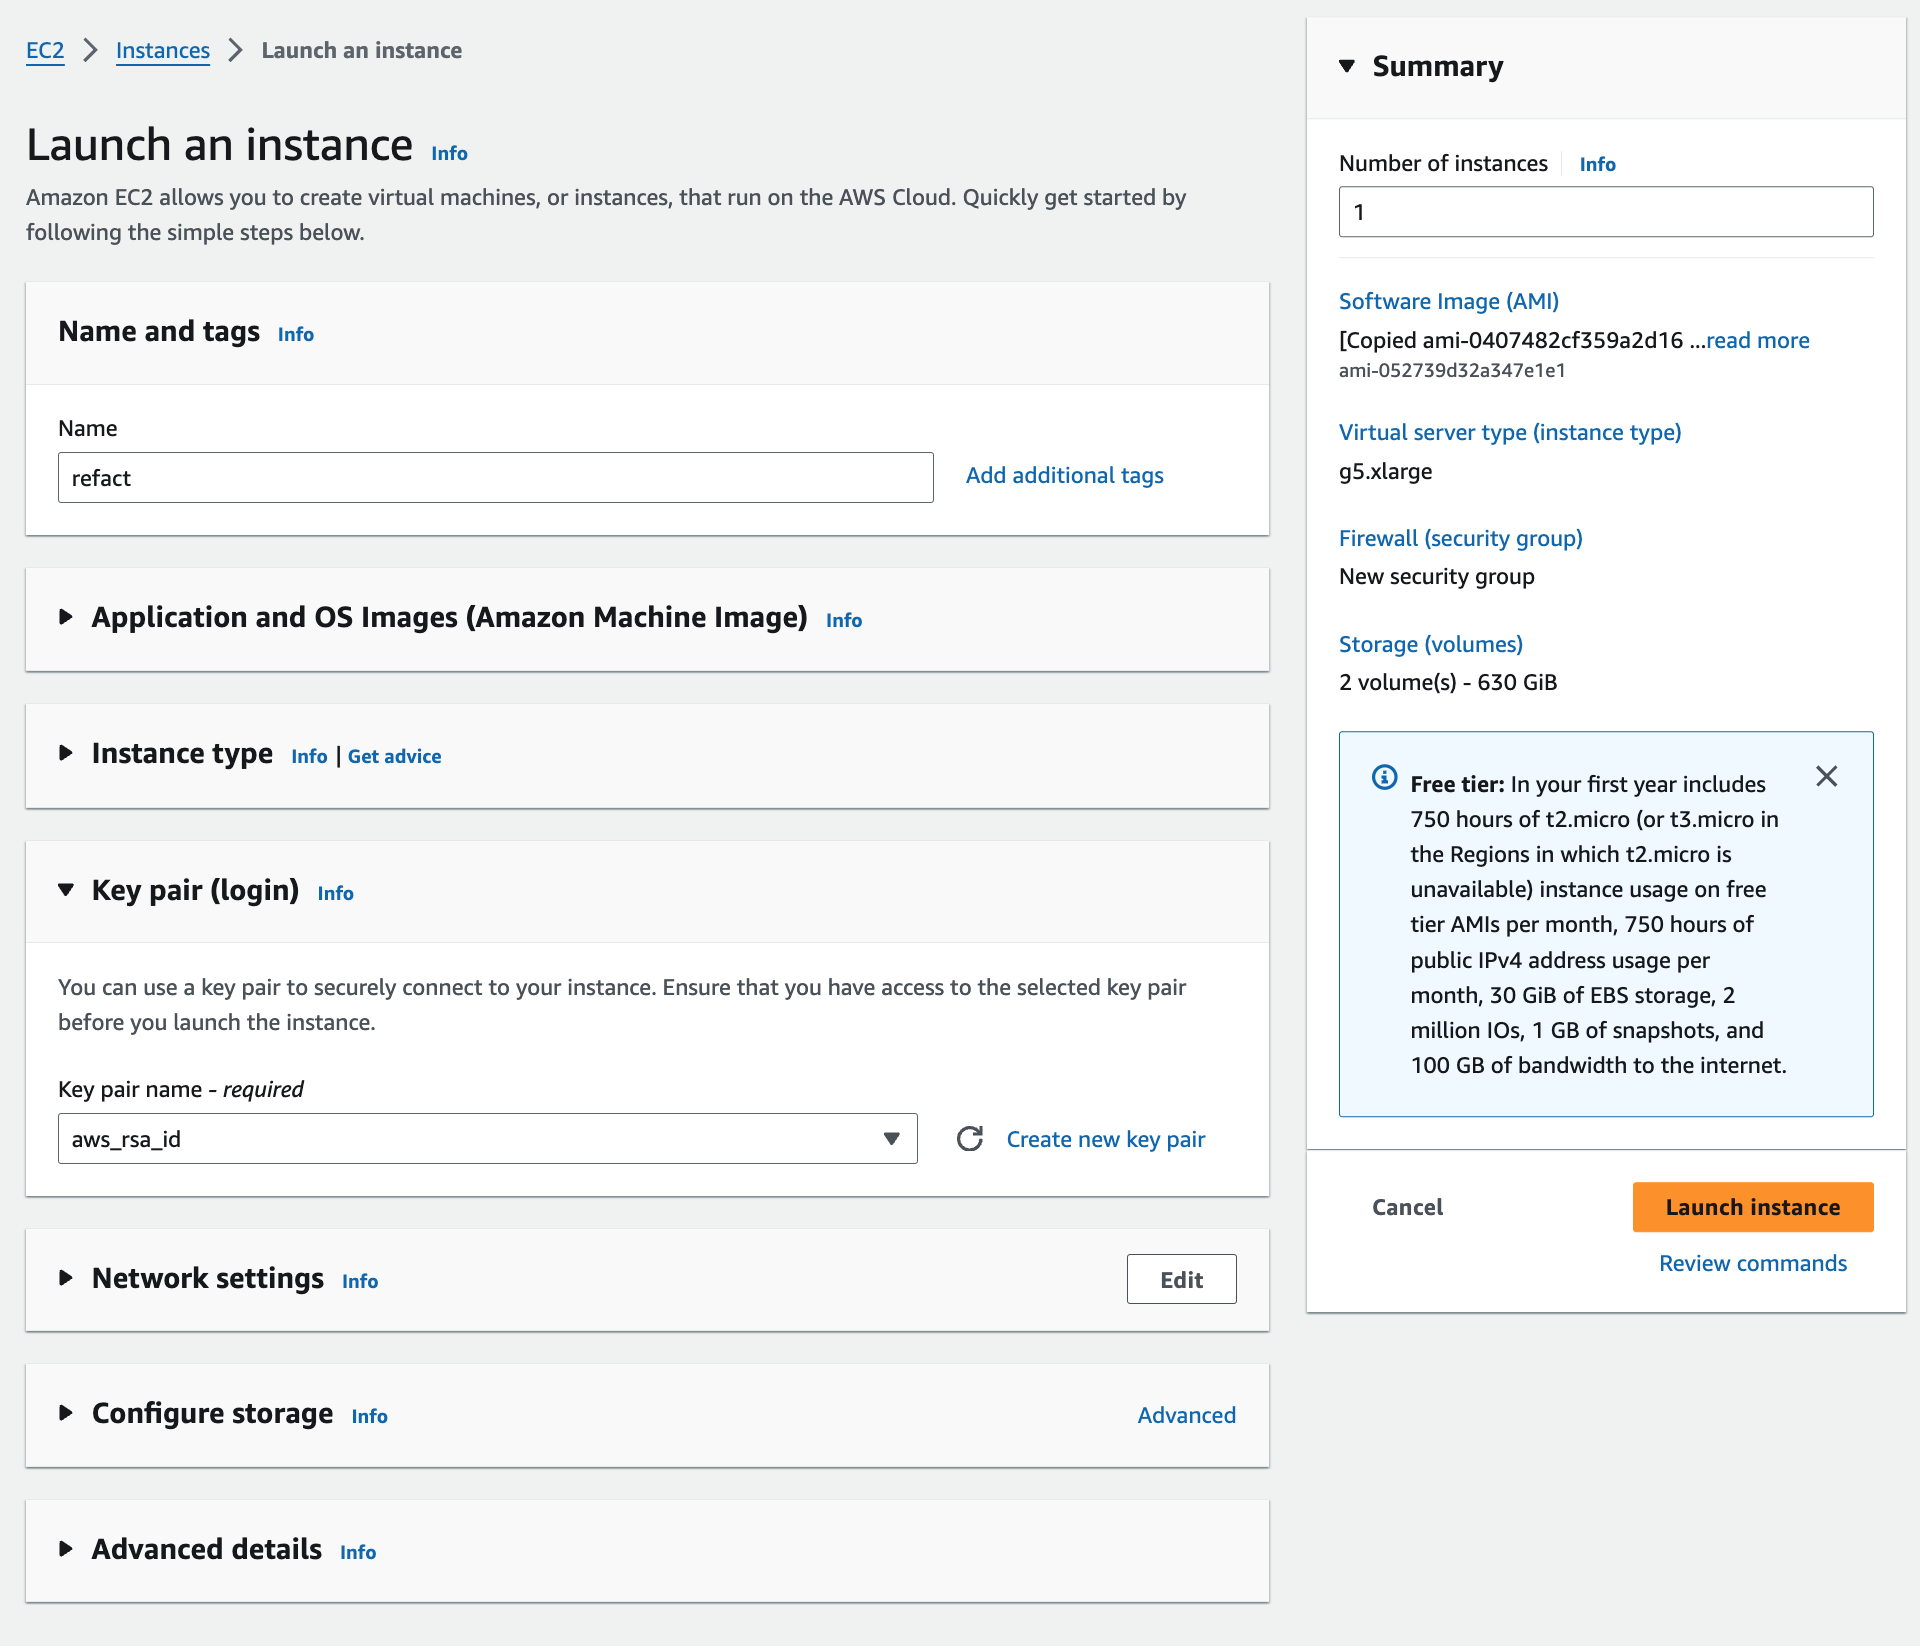 EC2 > Instances > Launch an instance
Launch an instance Info
Amazon EC2 allows you to create virtual machines, or instances, that run on the AWS Cloud. Quickly get started by
following the simple steps below.
Name and tags Info
Name
refact
Add additional tags
Application and OS Images (Amazon Machine Image) Info
Instance type Info | Get advice
Key pair (login) Info
You can use a key pair to securely connect to your instance. Ensure that you have access to the selected key pair
before you launch the instance.
Key pair name - required
aws_rsa_id
Create new key pair
Network settings Info
Edit
Configure storage Info
Advanced
Advanced details Info
Summary
Number of instances Info
1
Software Image (AMI)
[Copied ami-0407482cf359a2d16 ...read more
ami-052739d32a347e1e1
Virtual server type (instance type)
g5.xlarge
Firewall (security group)
New security group
Storage (volumes)
2 volume(s) - 630 GiB
Free tier: In your first year includes
750 hours of t2.micro (or t3.micro in
the Regions in which t2.micro is
unavailable) instance usage on free
tier AMIs per month, 750 hours of
public IPv4 address usage per
month, 30 GiB of EBS storage, 2
million IOs, 1 GB of snapshots, and
100 GB of bandwidth to the internet.
Cancel
Launch instance
Review commands